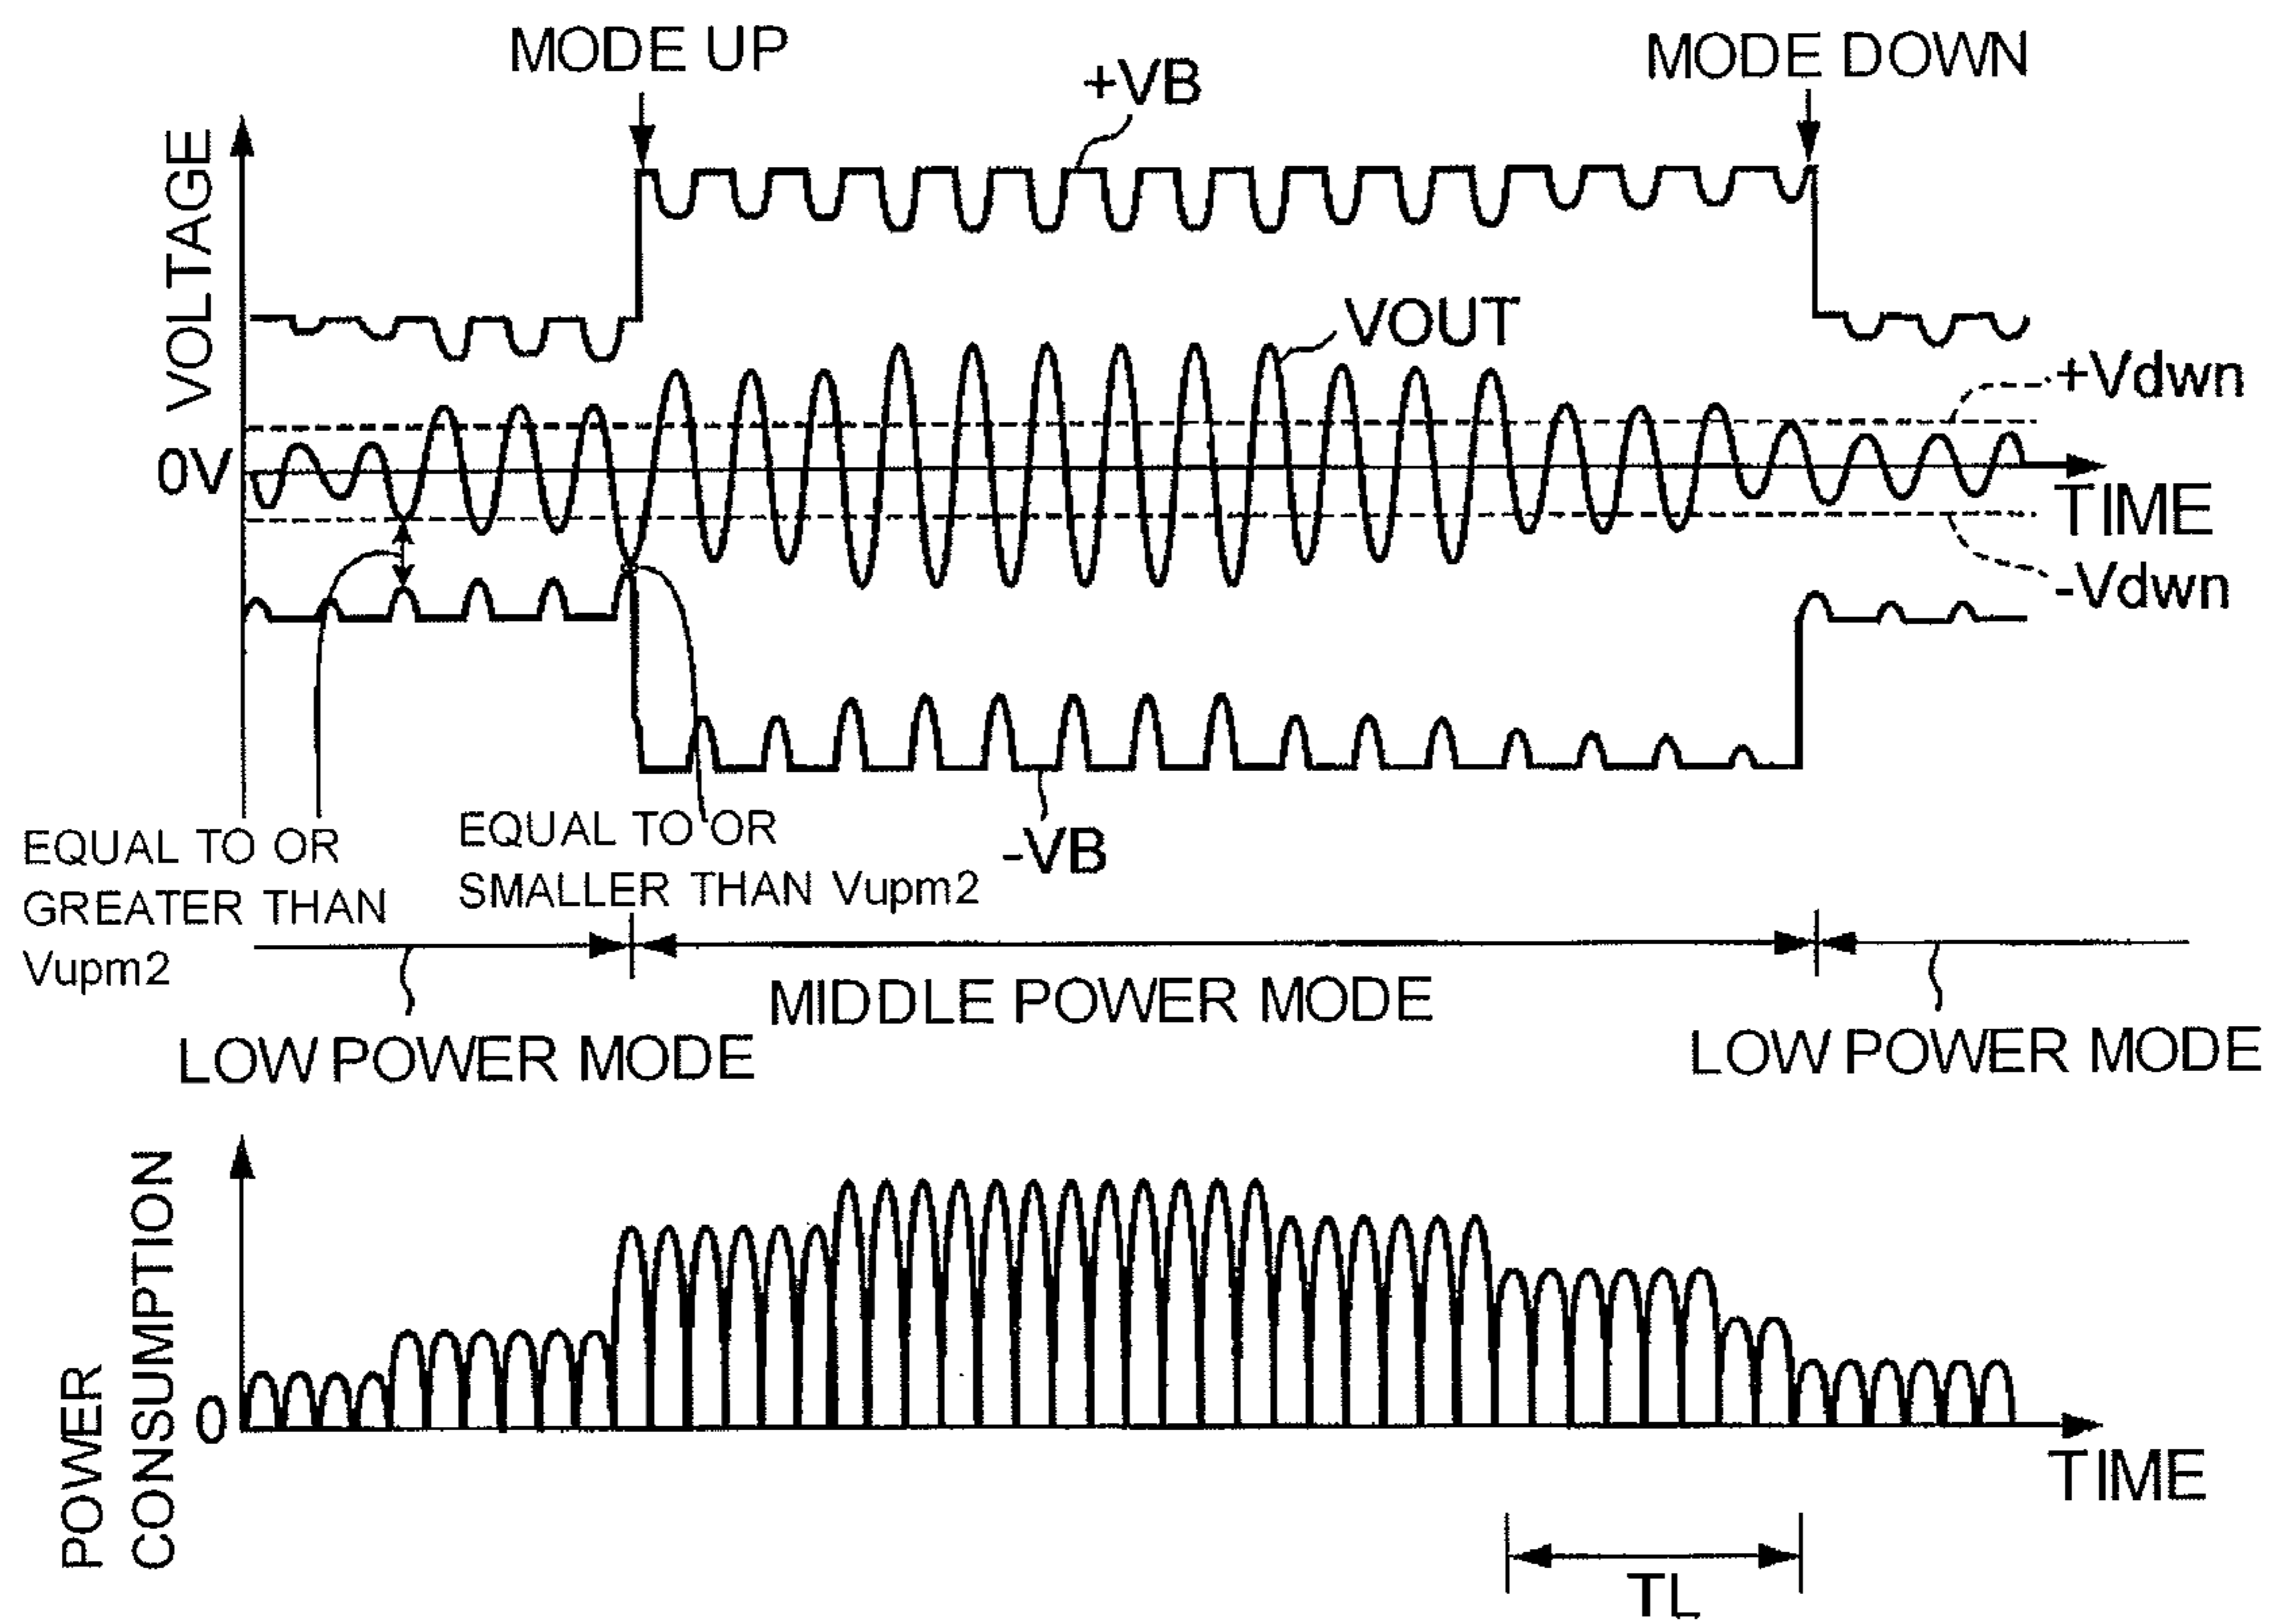 MODE UP
+VB
MODE DOWN
VOLTAGE
VOUT
+Vdwn
0V
TIME
-Vdwn
EQUAL TO OR
GREATER THAN
Vupm2
EQUAL TO OR
SMALLER THAN Vupm2
-VB
LOW POWER MODE
MIDDLE POWER MODE
LOW POWER MODE
POWER
CONSUMPTION
0
TIME
TL